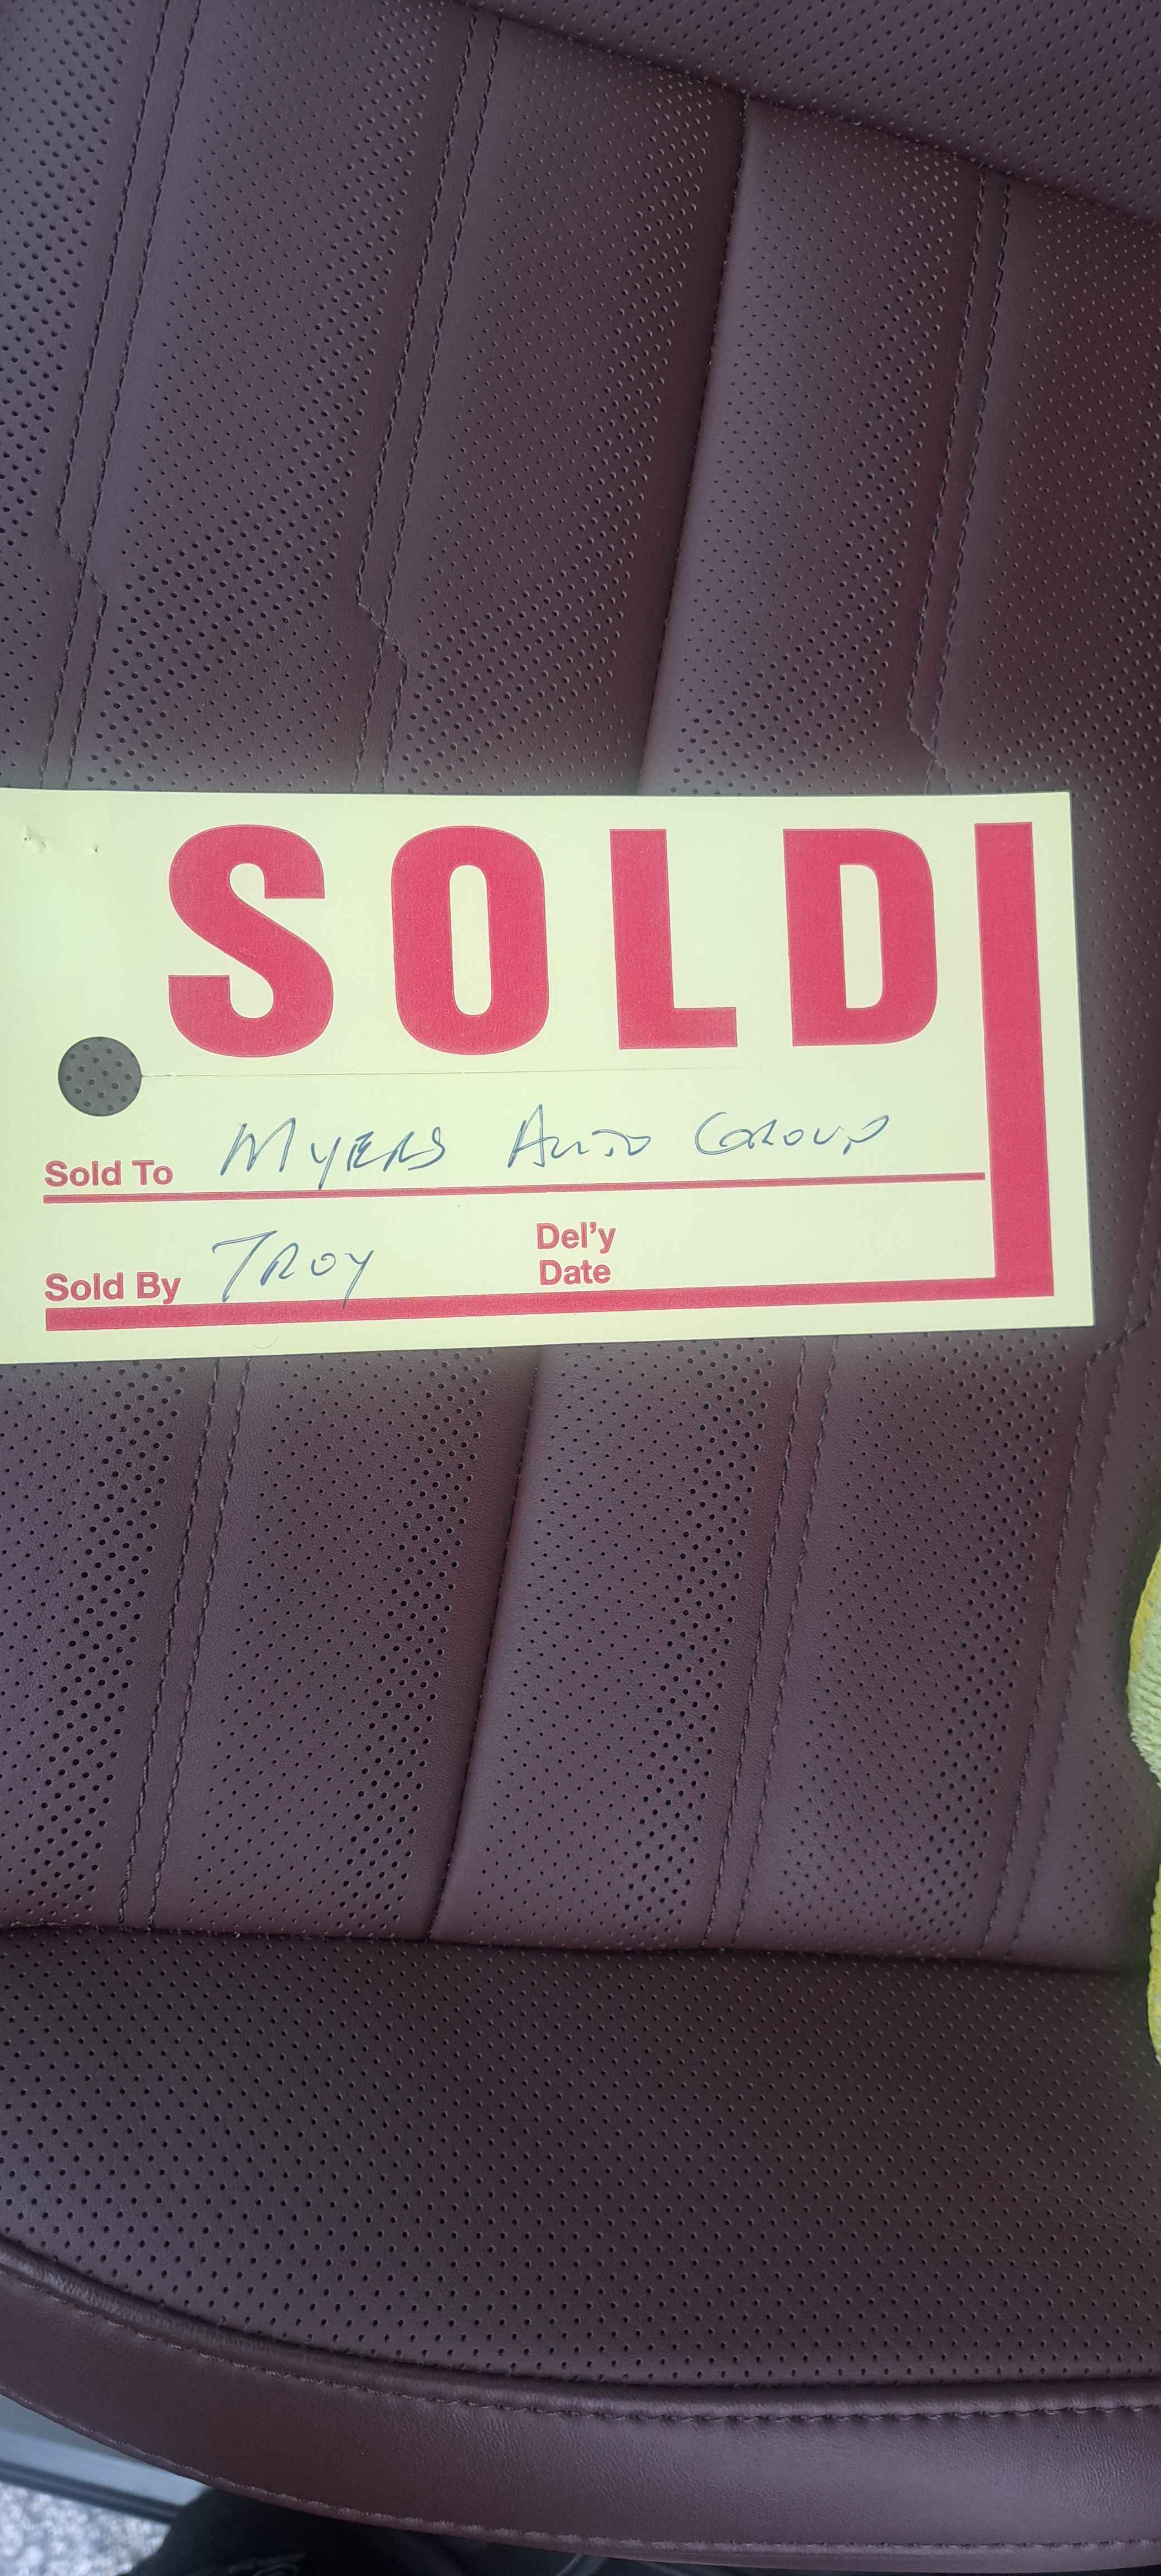 SOLD
Sold To MYERS AUTO GROUP
Sold By TROY Del'y
Date